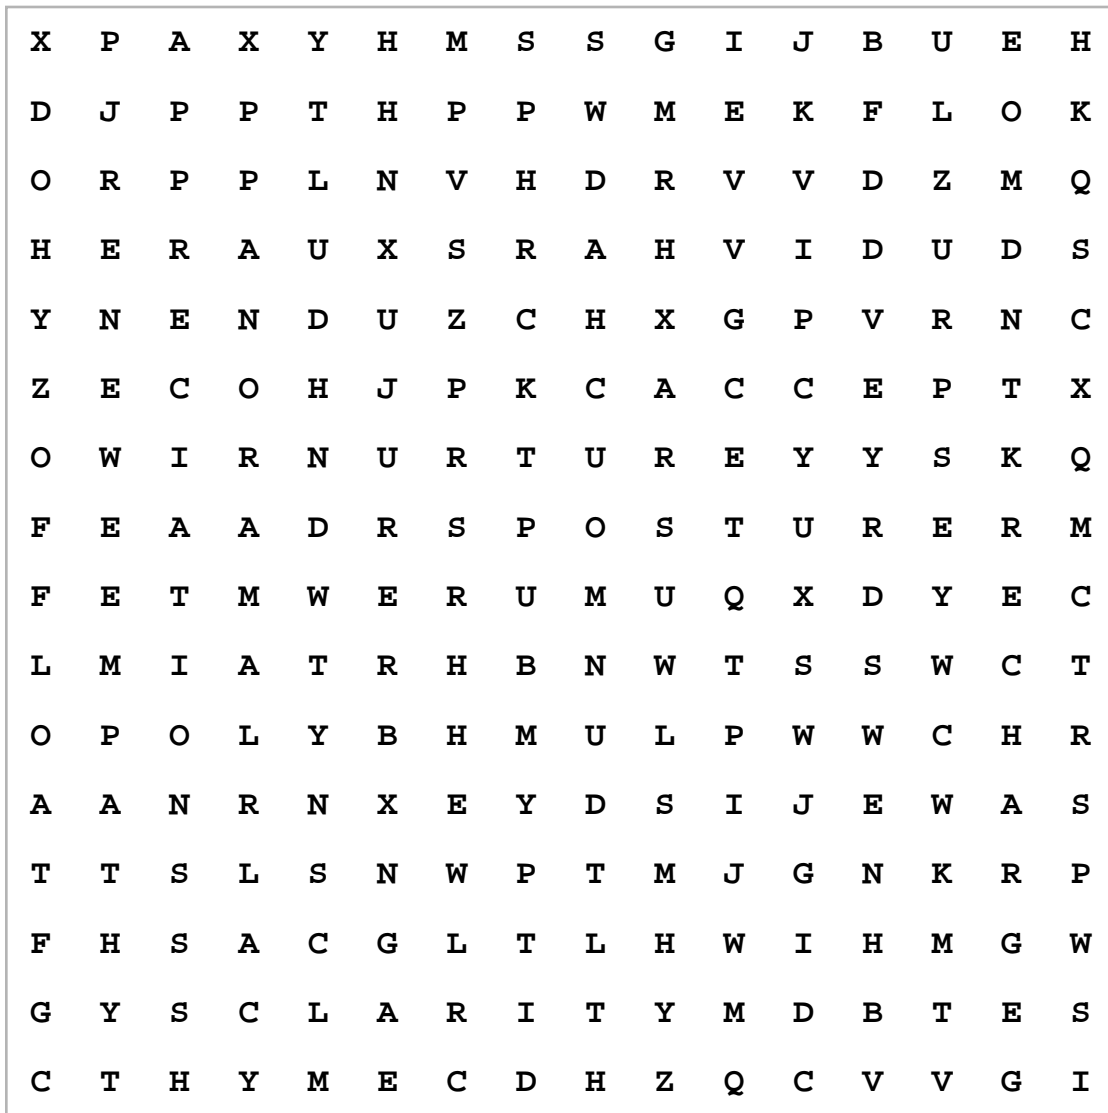 X P A X Y H M S S G I J B U E H
D J P P T H P P W M E K F L O K
O R P P L N V H D R V V D Z M Q
H E R A U X S R A H V I D U D S
Y N E N D U Z C H X G P V R N C
Z E C O H J P K C A C C E P T X
O W I R N U R T U R E Y Y S K Q
F E A A D R S P O S T U R E R M
F E T M W E R U M U Q X D Y E C
L M I A T R H B N W T S S W C T
O P O L Y B H M U L P W W C H R
A A N R N X E Y D S I J E W A S
T T S L S N W P T M J G N K R P
F H S A C G L T L H W I H M G W
G Y S C L A R I T Y M D B T E S
C T H Y M E C D H Z Q C V V G I